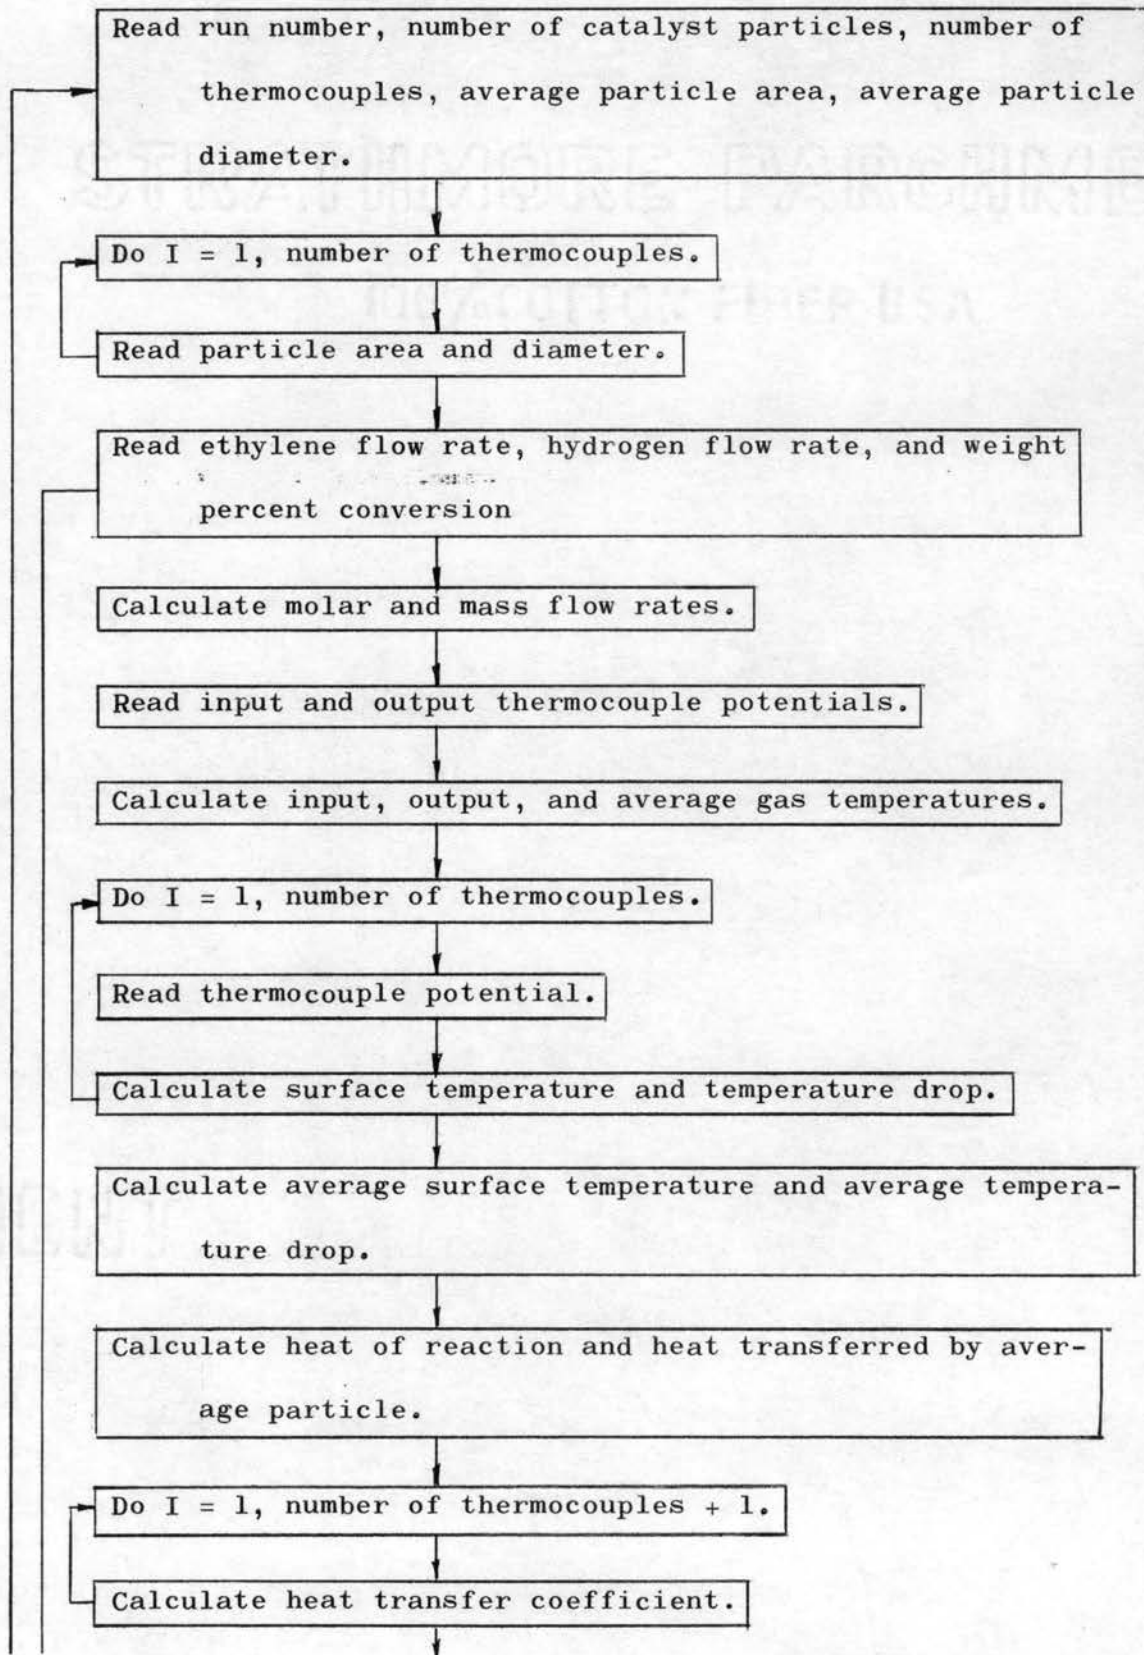 Read run number, number of catalyst particles, number of
thermocouples, average particle area, average particle
diameter.
Do I = 1, number of thermocouples.
Read particle area and diameter.
Read ethylene flow rate, hydrogen flow rate, and weight
percent conversion
Calculate molar and mass flow rates.
Read input and output thermocouple potentials.
Calculate input, output, and average gas temperatures.
Do I = 1, number of thermocouples.
Read thermocouple potential.
Calculate surface temperature and temperature drop.
Calculate average surface temperature and average tempera-
ture drop.
Calculate heat of reaction and heat transferred by aver-
age particle.
Do I = 1, number of thermocouples + 1.
Calculate heat transfer coefficient.